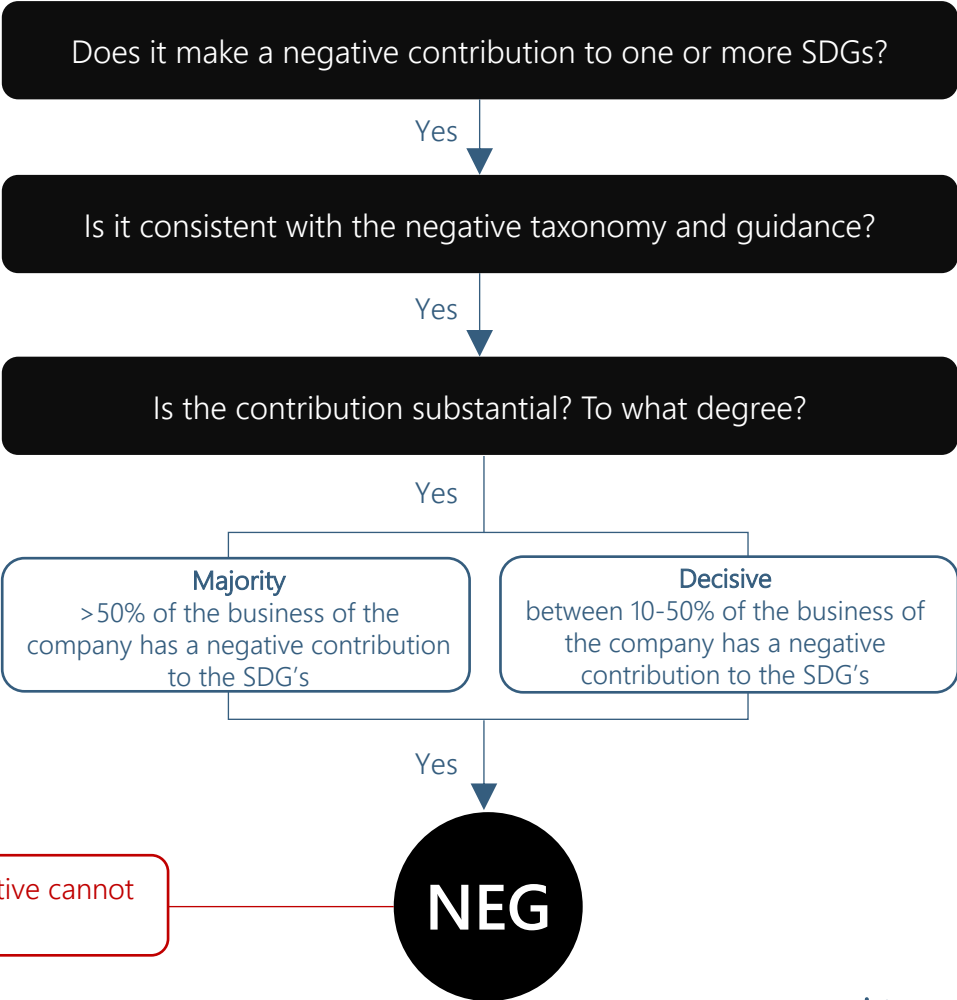 Does it make a negative contribution to one or more SDGs?
Yes
Is it consistent with the negative taxonomy and guidance?
Yes
Is the contribution substantial? To what degree?
Yes
Majority
>50% of the business of the
company has a negative contribution
to the SDG’s
Decisive
between 10-50% of the business of
the company has a negative
contribution to the SDG’s
Yes
cannot
NEG